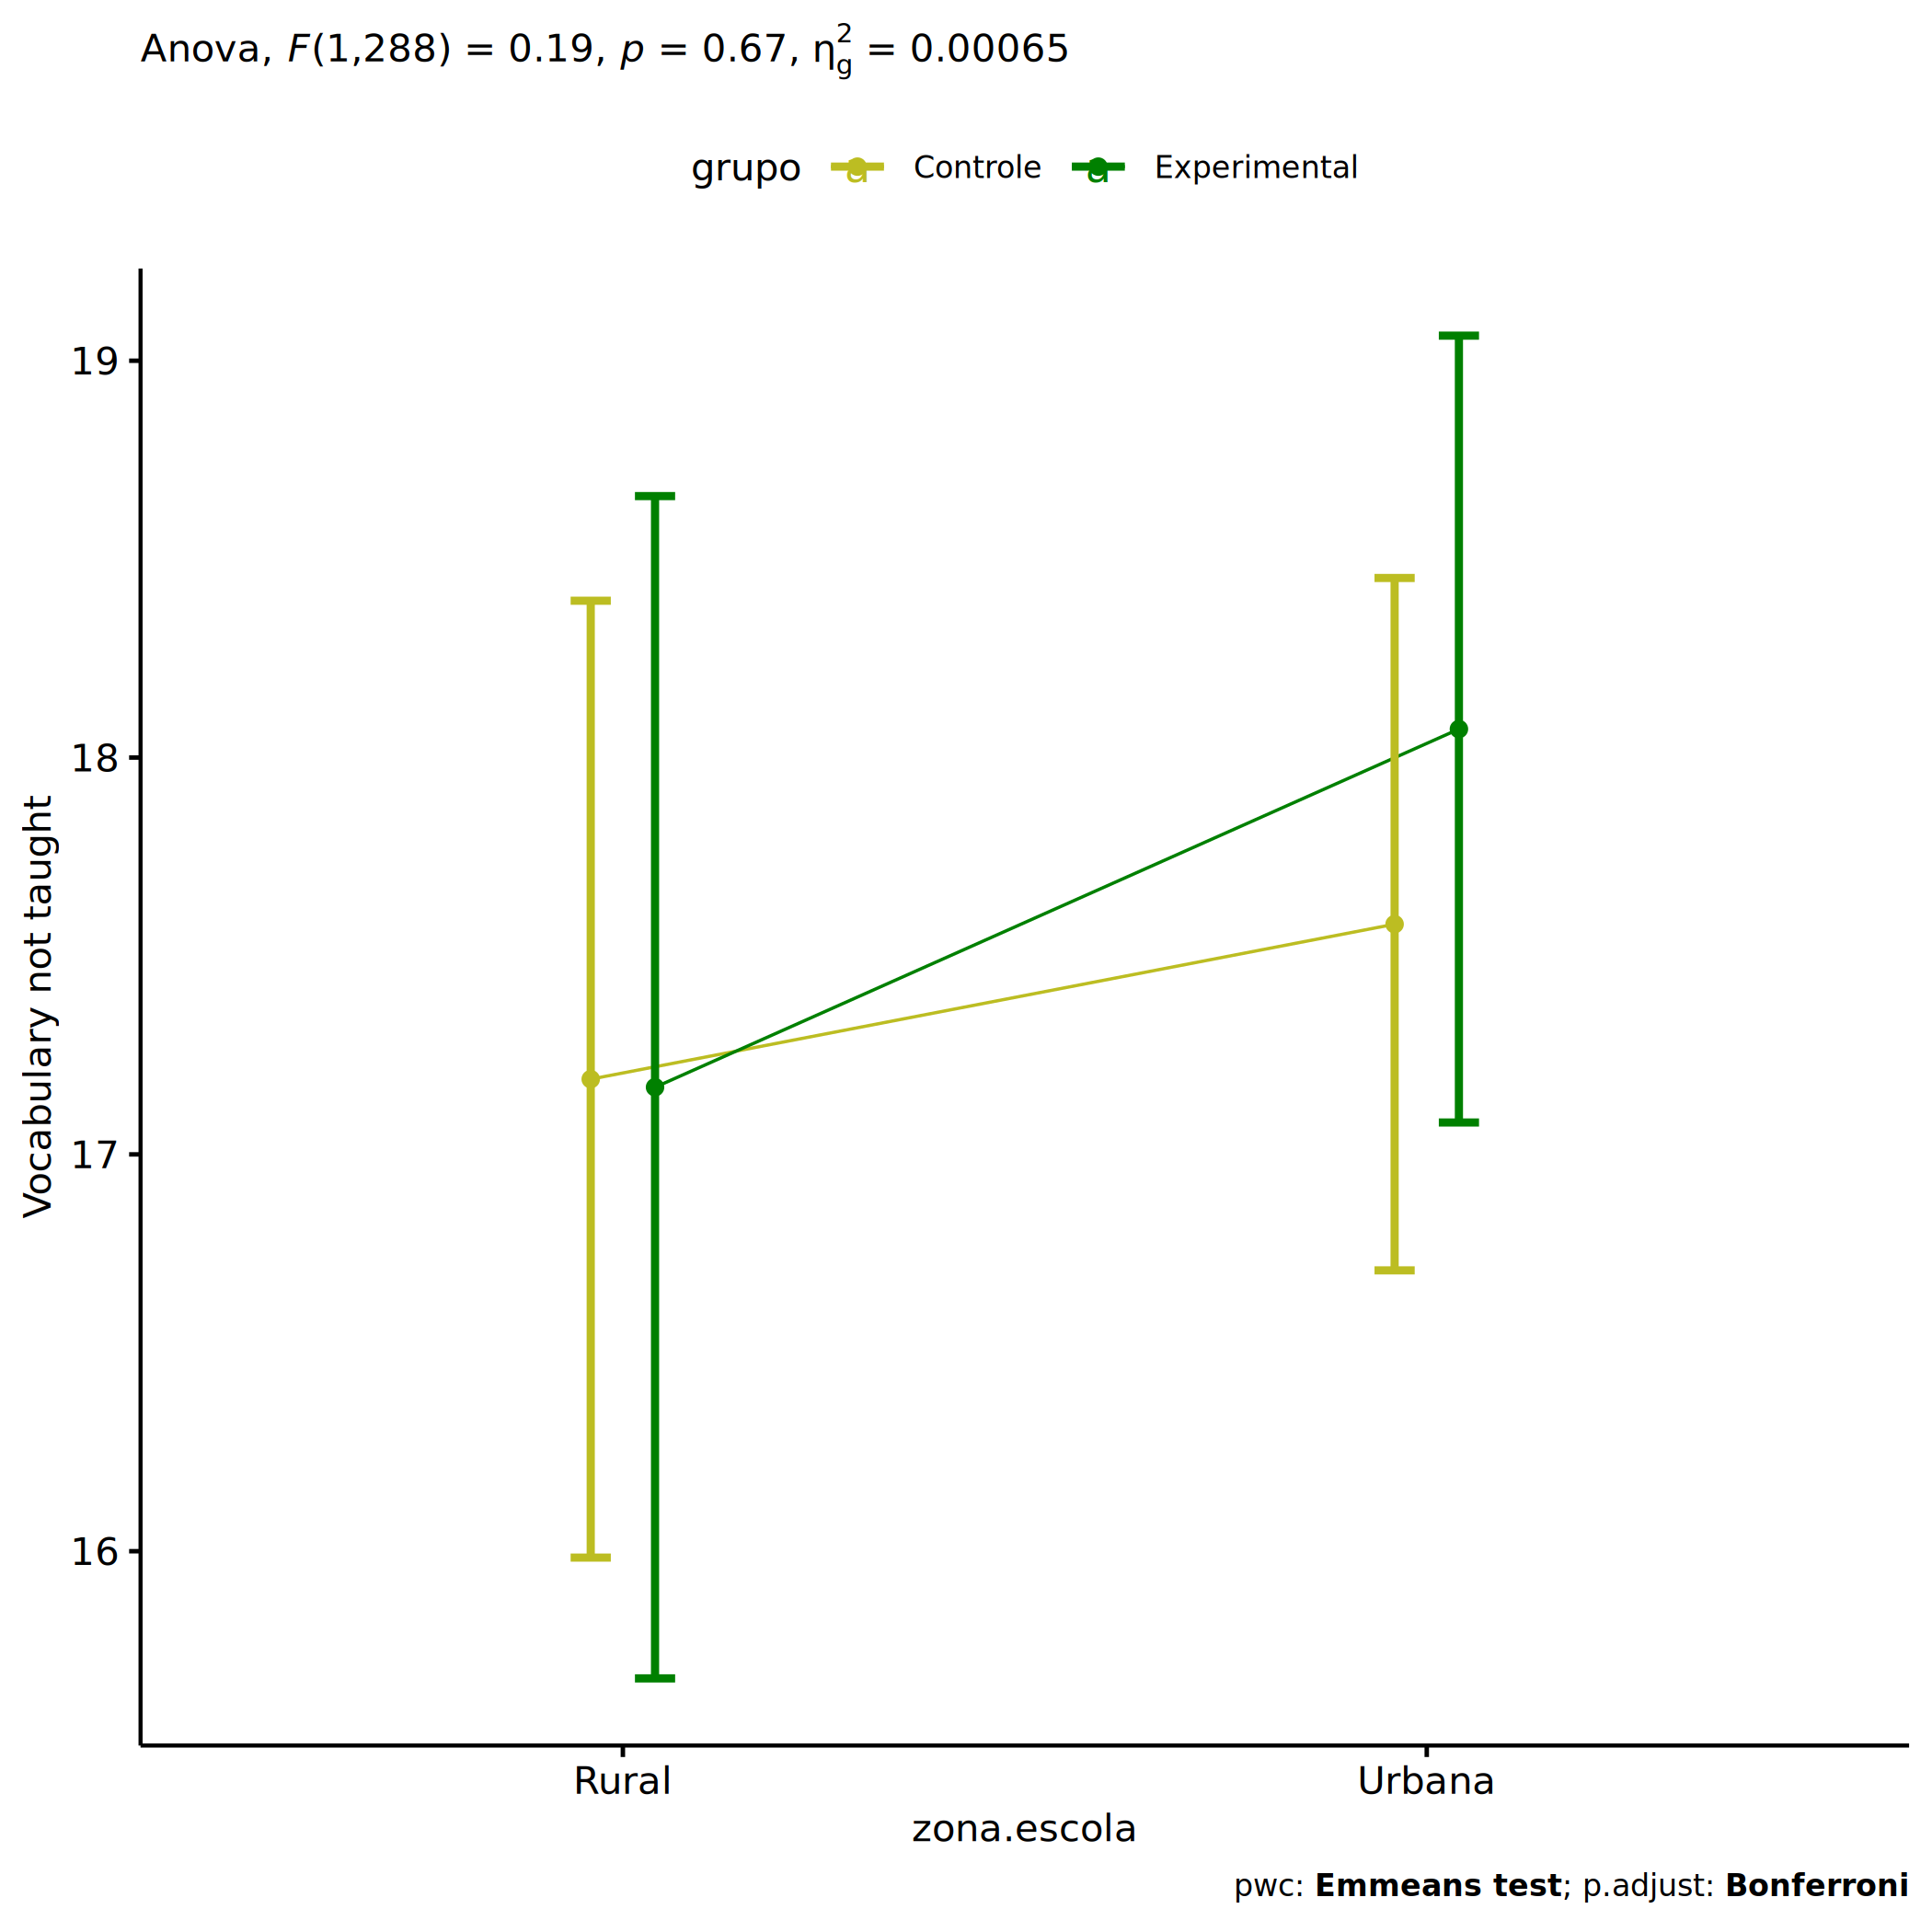 Anova, F(1,288) = 0.19, p = 0.67, η²g = 0.00065
grupo g Controle g Experimental
19
18
17
16
Vocabulary not taught
Rural Urbana
zona.escola
pwc: Emmeans test; p.adjust: Bonferroni